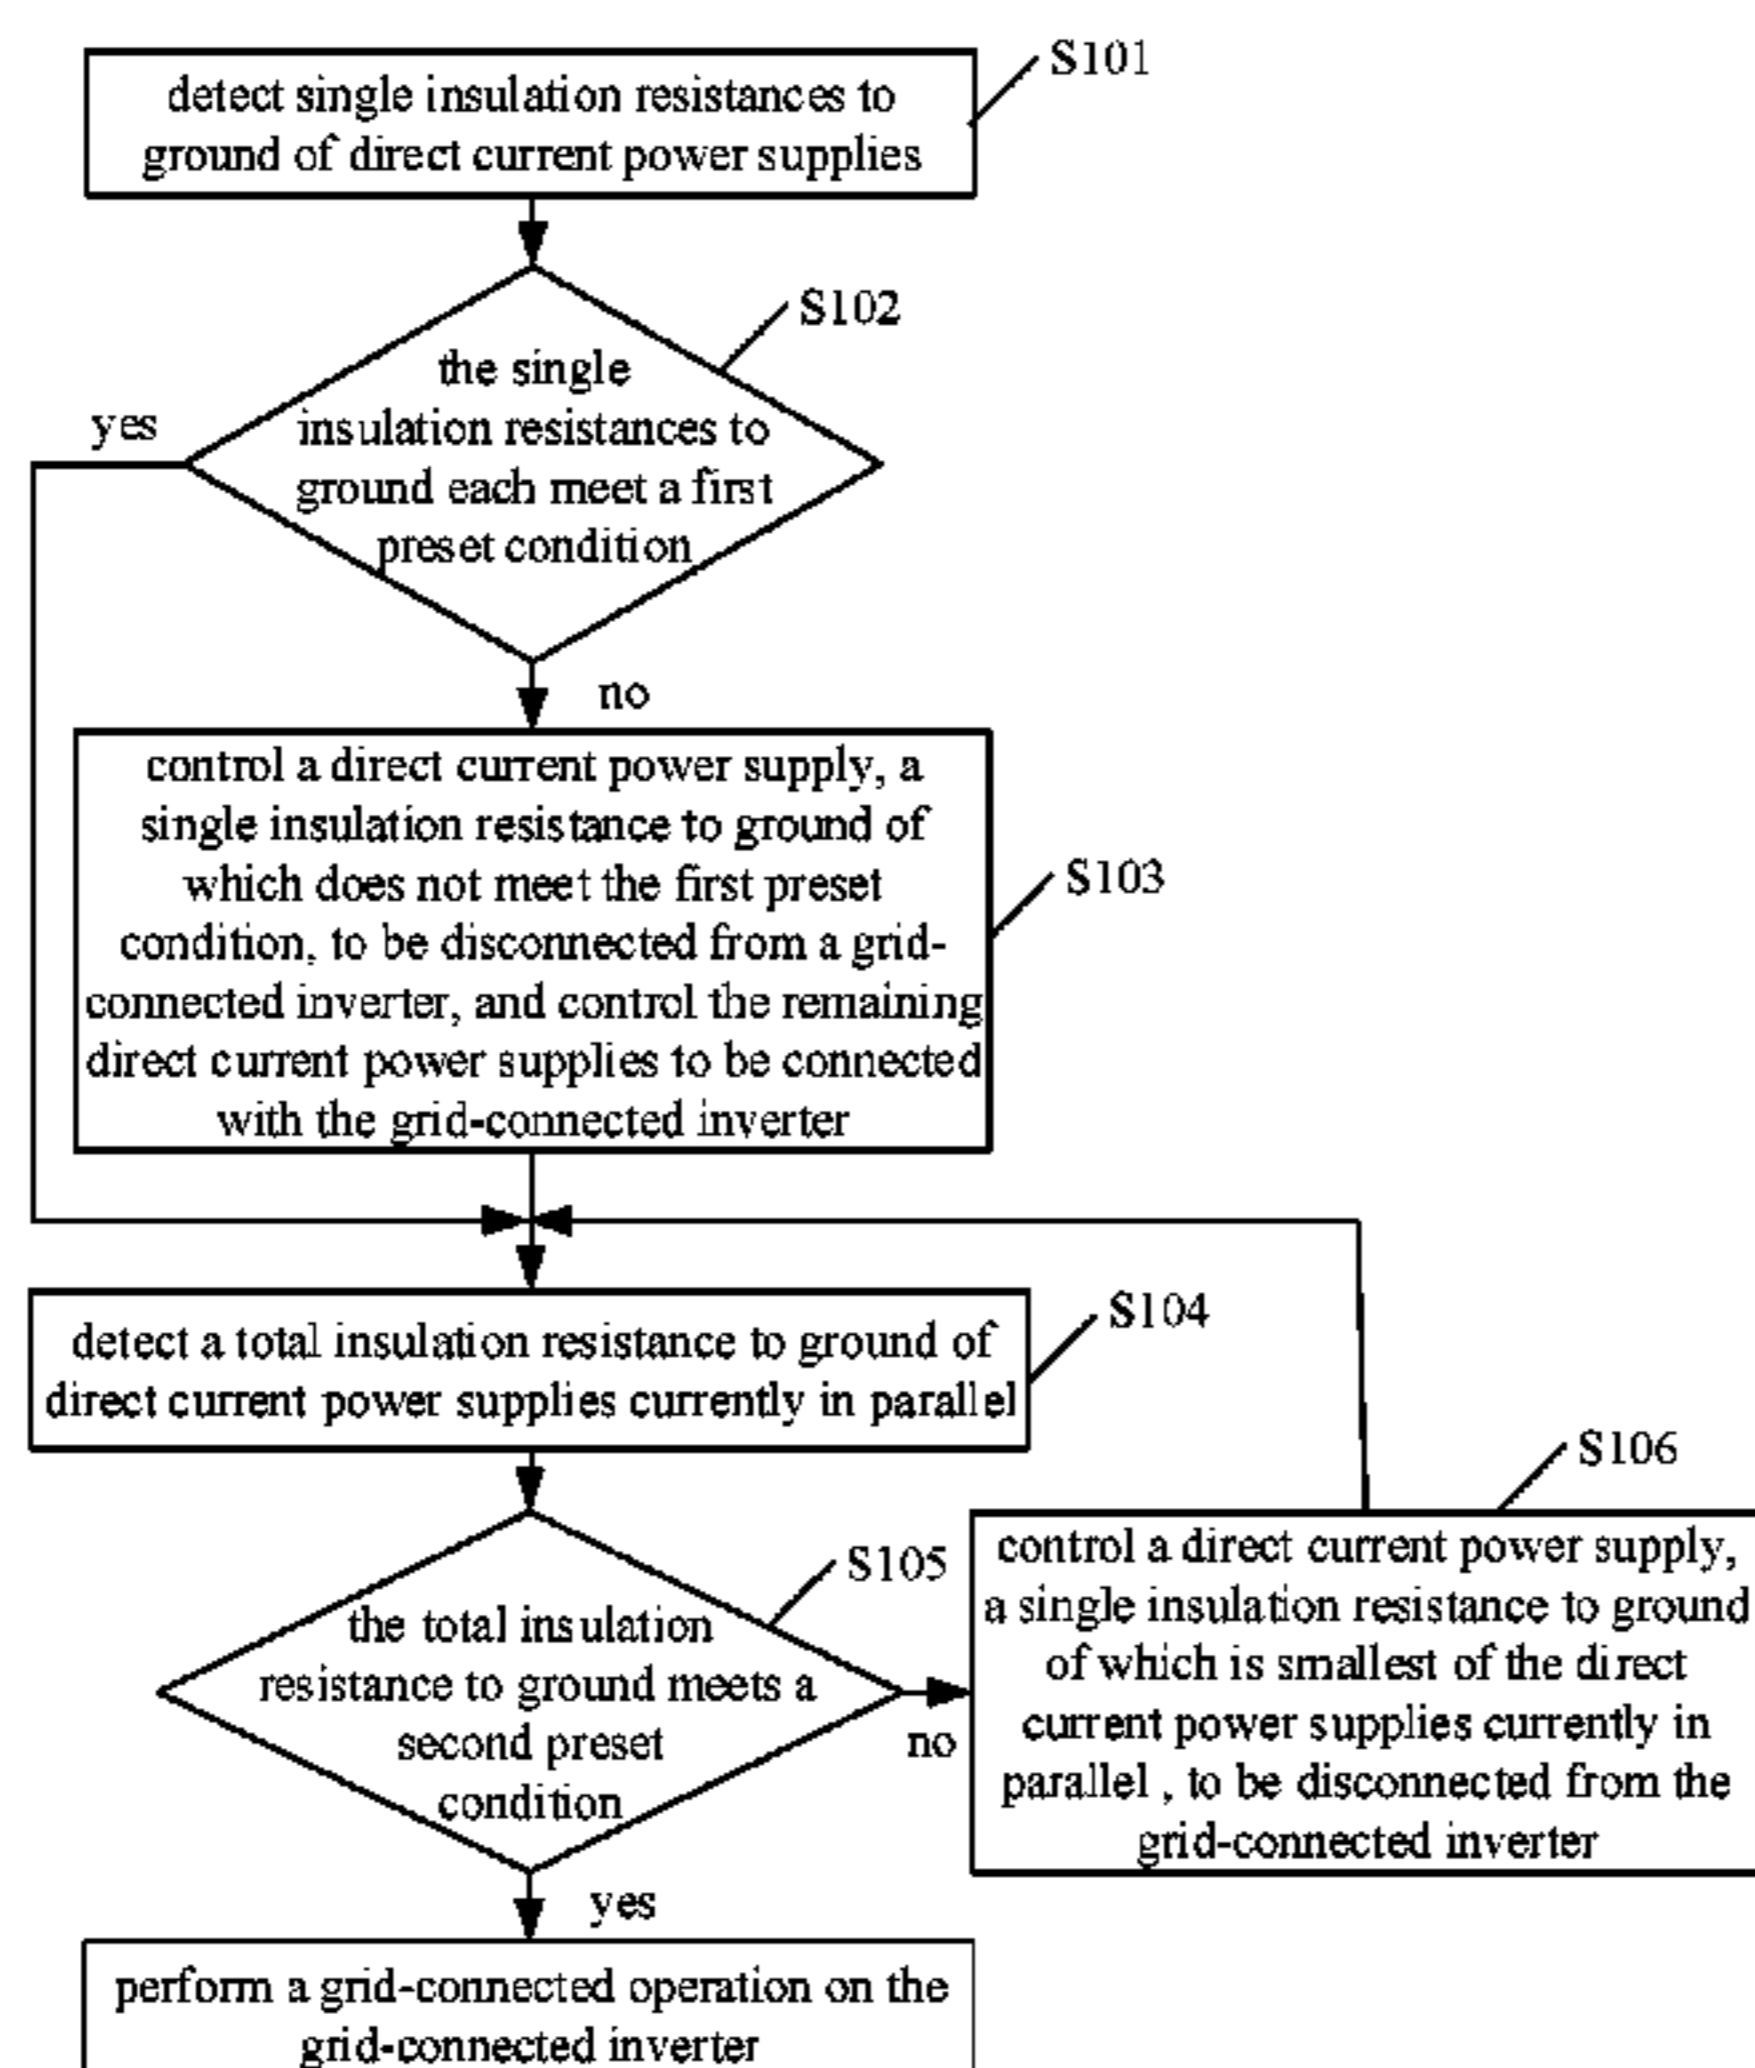 S101
detect single insulation resistances to
ground of direct current power supplies
S102
the single
insulation resistances to
ground each meet a first
preset condition
yes
no
control a direct current power supply, a
single insulation resistance to ground of
which does not meet the first preset
condition, to be disconnected from a grid-
connected inverter, and control the remaining
direct current power supplies to be connected
with the grid-connected inverter
S103
detect a total insulation resistance to ground of
direct current power supplies currently in parallel
S104
S105
the total insulation
resistance to ground meets a
second preset
condition
no
S106
control a direct current power supply,
a single insulation resistance to ground
of which is smallest of the direct
current power supplies currently in
parallel , to be disconnected from the
grid-connected inverter
yes
perform a grid-connected operation on the
grid-connected inverter